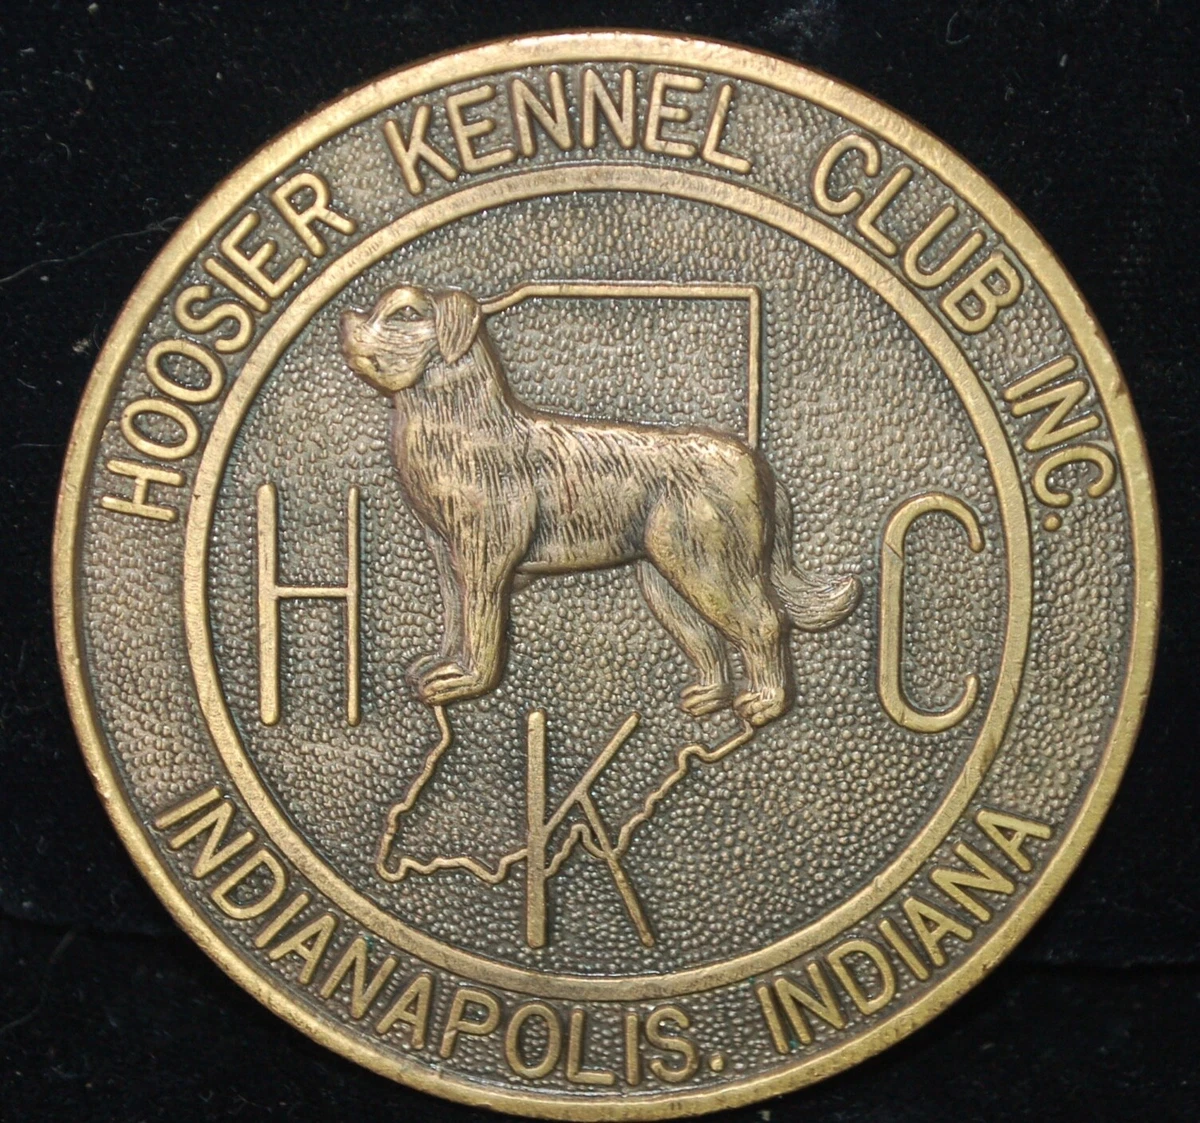 HOOSIER KENNEL CLUB INC.
H K C
INDIANAPOLIS. INDIANA